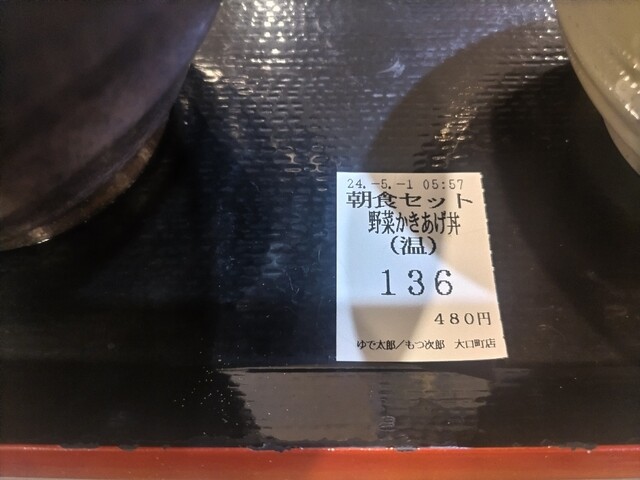 24.-5.-1 05:57
朝食セット
野菜かきあげ丼
(温)
136
480円
ゆで太郎/もつ次郎 大口町店